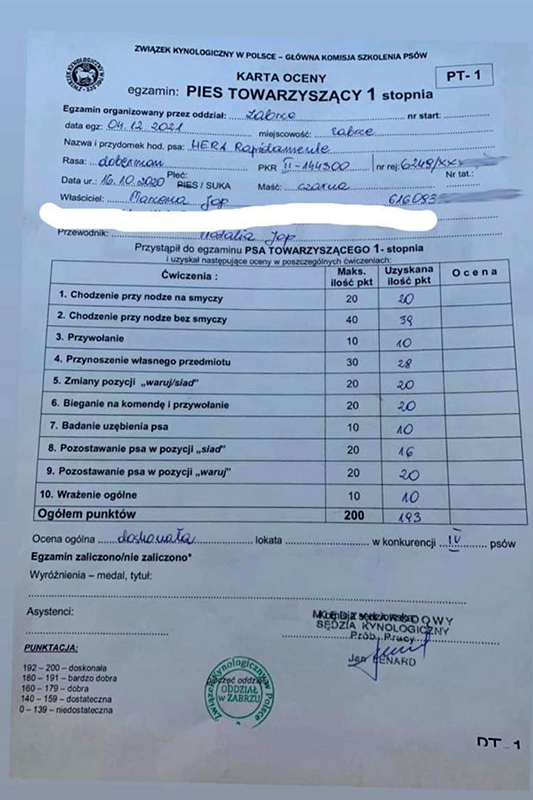 ZWIĄZEK KYNOLOGICZNY W POLSCE – GŁÓWNA KOMISJA SZKOLENIA PSÓW
KARTA OCENY
PT- 1
egzamin: PIES TOWARZYSZĄCY 1 stopnia
Egzamin organizowany przez oddział: Zabrze nr start:
data egz: 04.12.2021 miejscowość: Zabrze
Nazwa i przydomek hod. psa: HERA Rapidamente
Rasa: doberman PKR II-144300 nr rej: 6249/XX
Data ur.: 16.10.2020 Płeć: PIES / SUKA Maść: czarna Nr tat.:
Właściciel: Marcena Jop 616083
Przewodnik: Natalia Jop
Przystąpił do egzaminu PSA TOWARZYSZĄCEGO 1- stopnia
i uzyskał następujące oceny w poszczególnych ćwiczeniach:
Ćwiczenia : Maks. ilość pkt Uzyskana ilość pkt Ocena
1. Chodzenie przy nodze na smyczy 20 20
2. Chodzenie przy nodze bez smyczy 40 39
3. Przywołanie 10 10
4. Przynoszenie własnego przedmiotu 30 28
5. Zmiany pozycji „waruj/siad" 20 20
6. Bieganie na komendę i przywołanie 20 20
7. Badanie uzębienia psa 10 10
8. Pozostawanie psa w pozycji „siad" 20 16
9. Pozostawanie psa w pozycji „waruj" 20 20
10. Wrażenie ogólne 10 10
Ogółem punktów 200 193
Ocena ogólna doskonała lokata in w konkurencji IV psów
Egzamin zaliczono/nie zaliczono*
Wyróżnienia – medal, tytuł:
Asystenci:
SĘDZIA KYNOLOGICZNY
Prób Pracy
Jan BENARD
PUNKTACJA:
192 – 200 – doskonała
180 – 191 – bardzo dobra
160 – 179 – dobra
140 – 159 – dostateczna
0 – 139 – niedostateczna
Związek Kynologiczny w Polsce
ODDZIAŁ
w ZABRZU
PT- 1